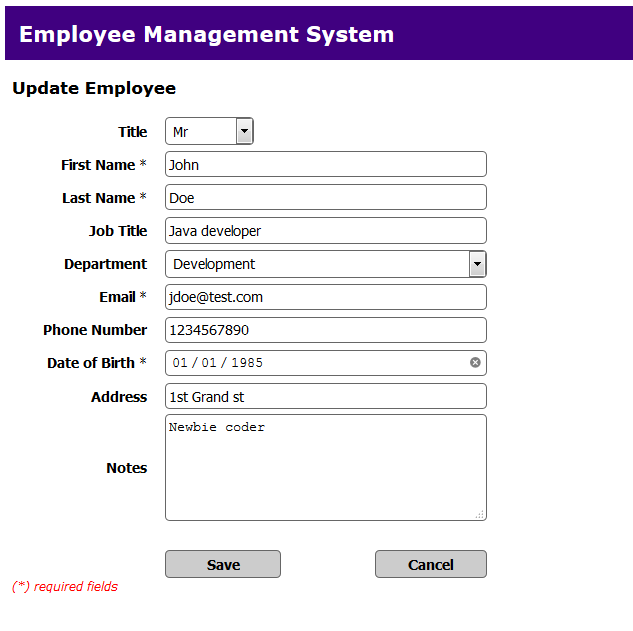 Employee Management System
Update Employee
Title Mr
First Name * John
Last Name * Doe
Job Title Java developer
Department Development
Email * jdoe@test.com
Phone Number 1234567890
Date of Birth * 01 / 01 / 1985
Address 1st Grand st
Notes Newbie coder
Save Cancel
(*) required fields